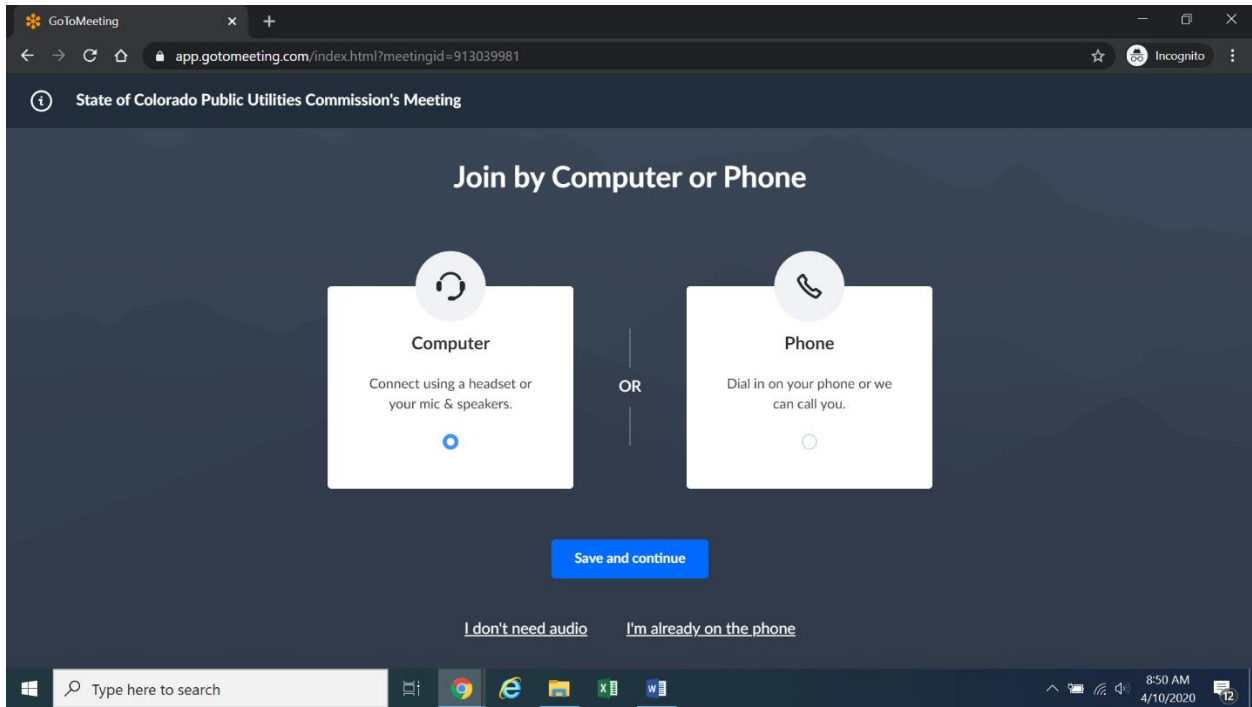 GoToMeeting
app.gotomeeting.com/index.html?meetingid=913039981
Incognito
State of Colorado Public Utilities Commission's Meeting
Join by Computer or Phone
Computer
Connect using a headset or
your mic & speakers.
OR
Phone
Dial in on your phone or we
can call you.
Save and continue
I don't need audio I'm already on the phone
Type here to search
8:50 AM
4/10/2020
12